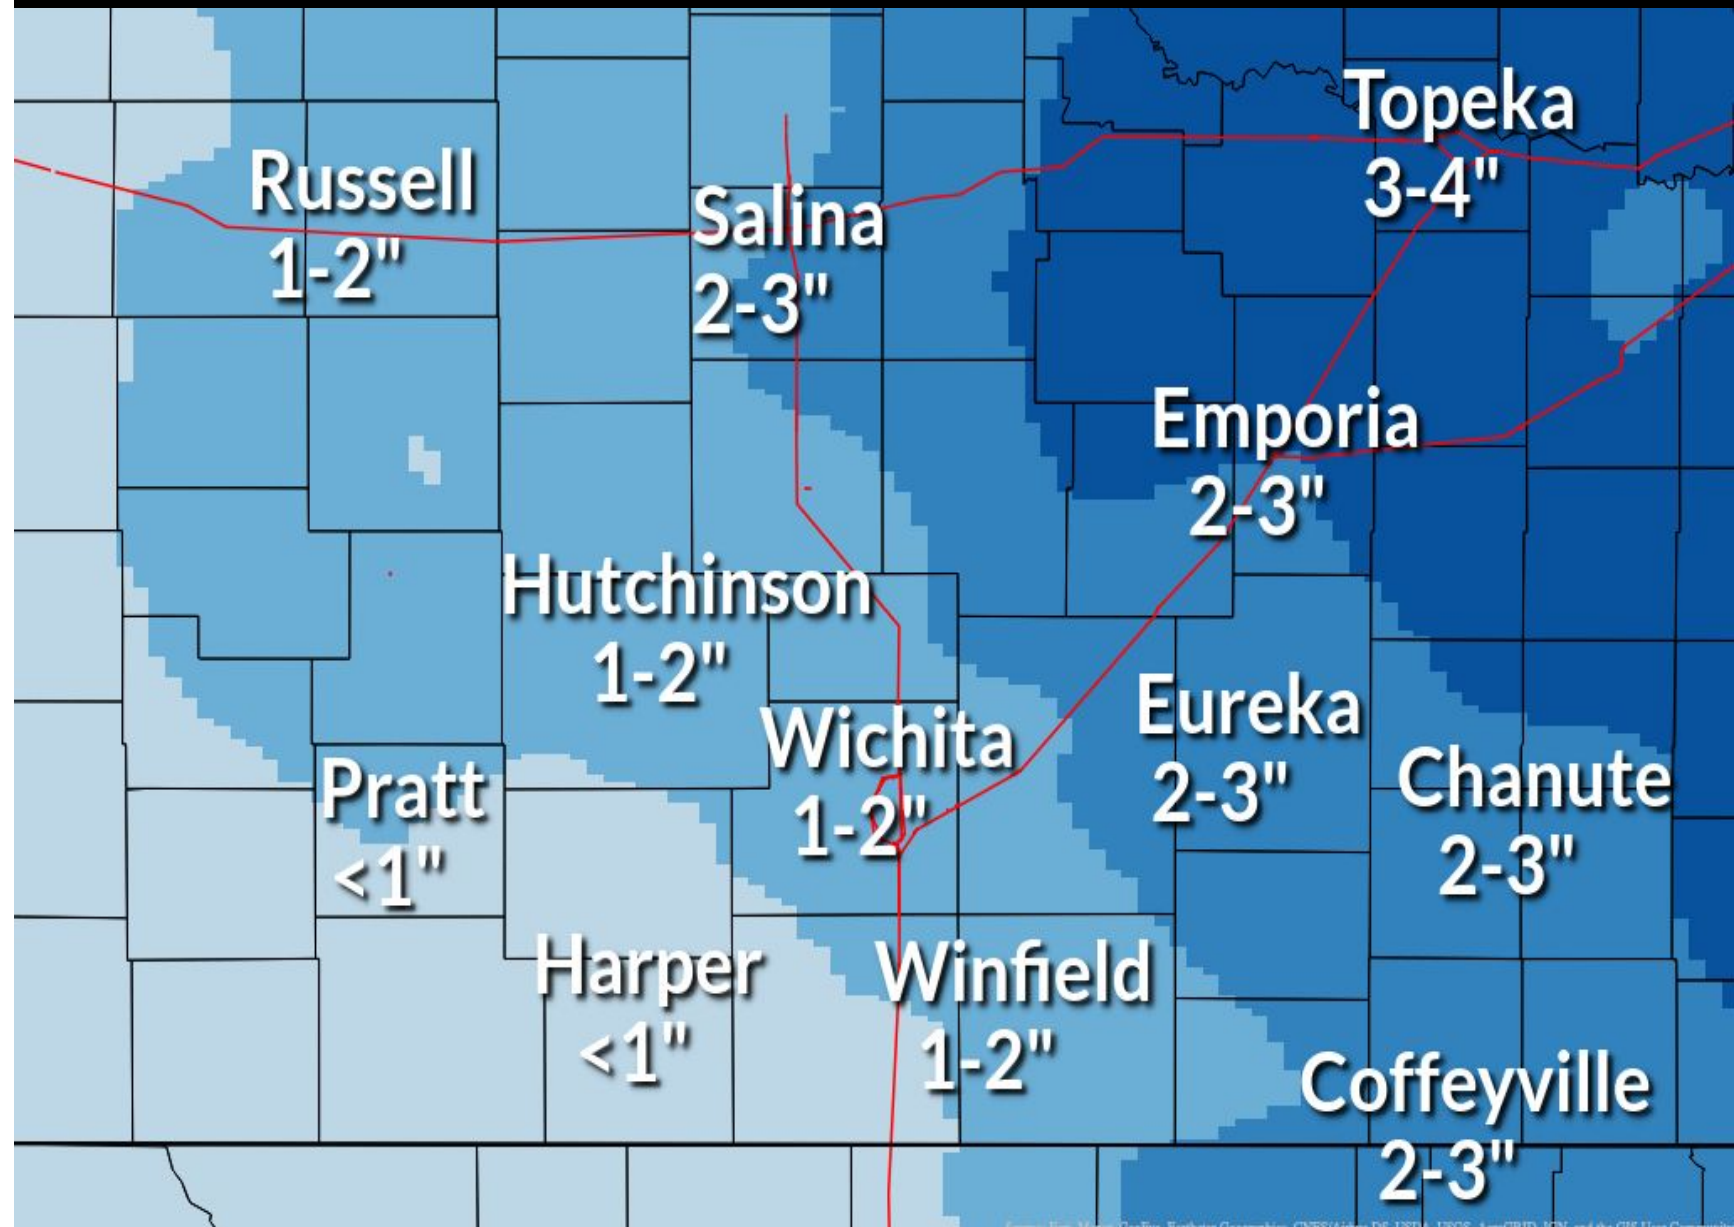 Topeka
3-4"
Russell
1-2"
Salina
2-3"
Emporia
2-3"
Hutchinson
1-2"
Eureka
2-3"
Wichita
1-2"
Chanute
2-3"
Pratt
<1"
Harper
<1"
Winfield
1-2"
Coffeyville
2-3"